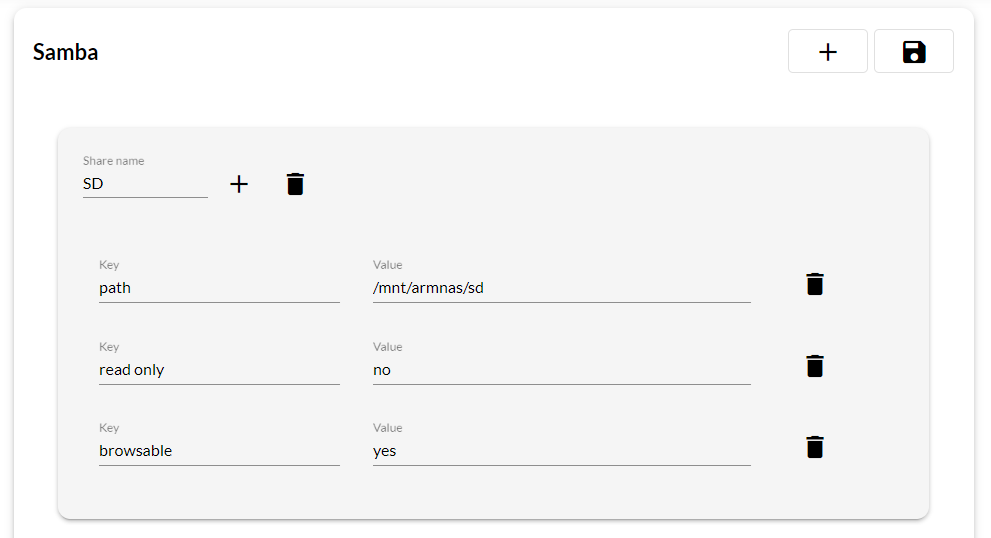 Samba
Share name
SD
Key Value
path /mnt/armnas/sd
Key Value
read only no
Key Value
browsable yes